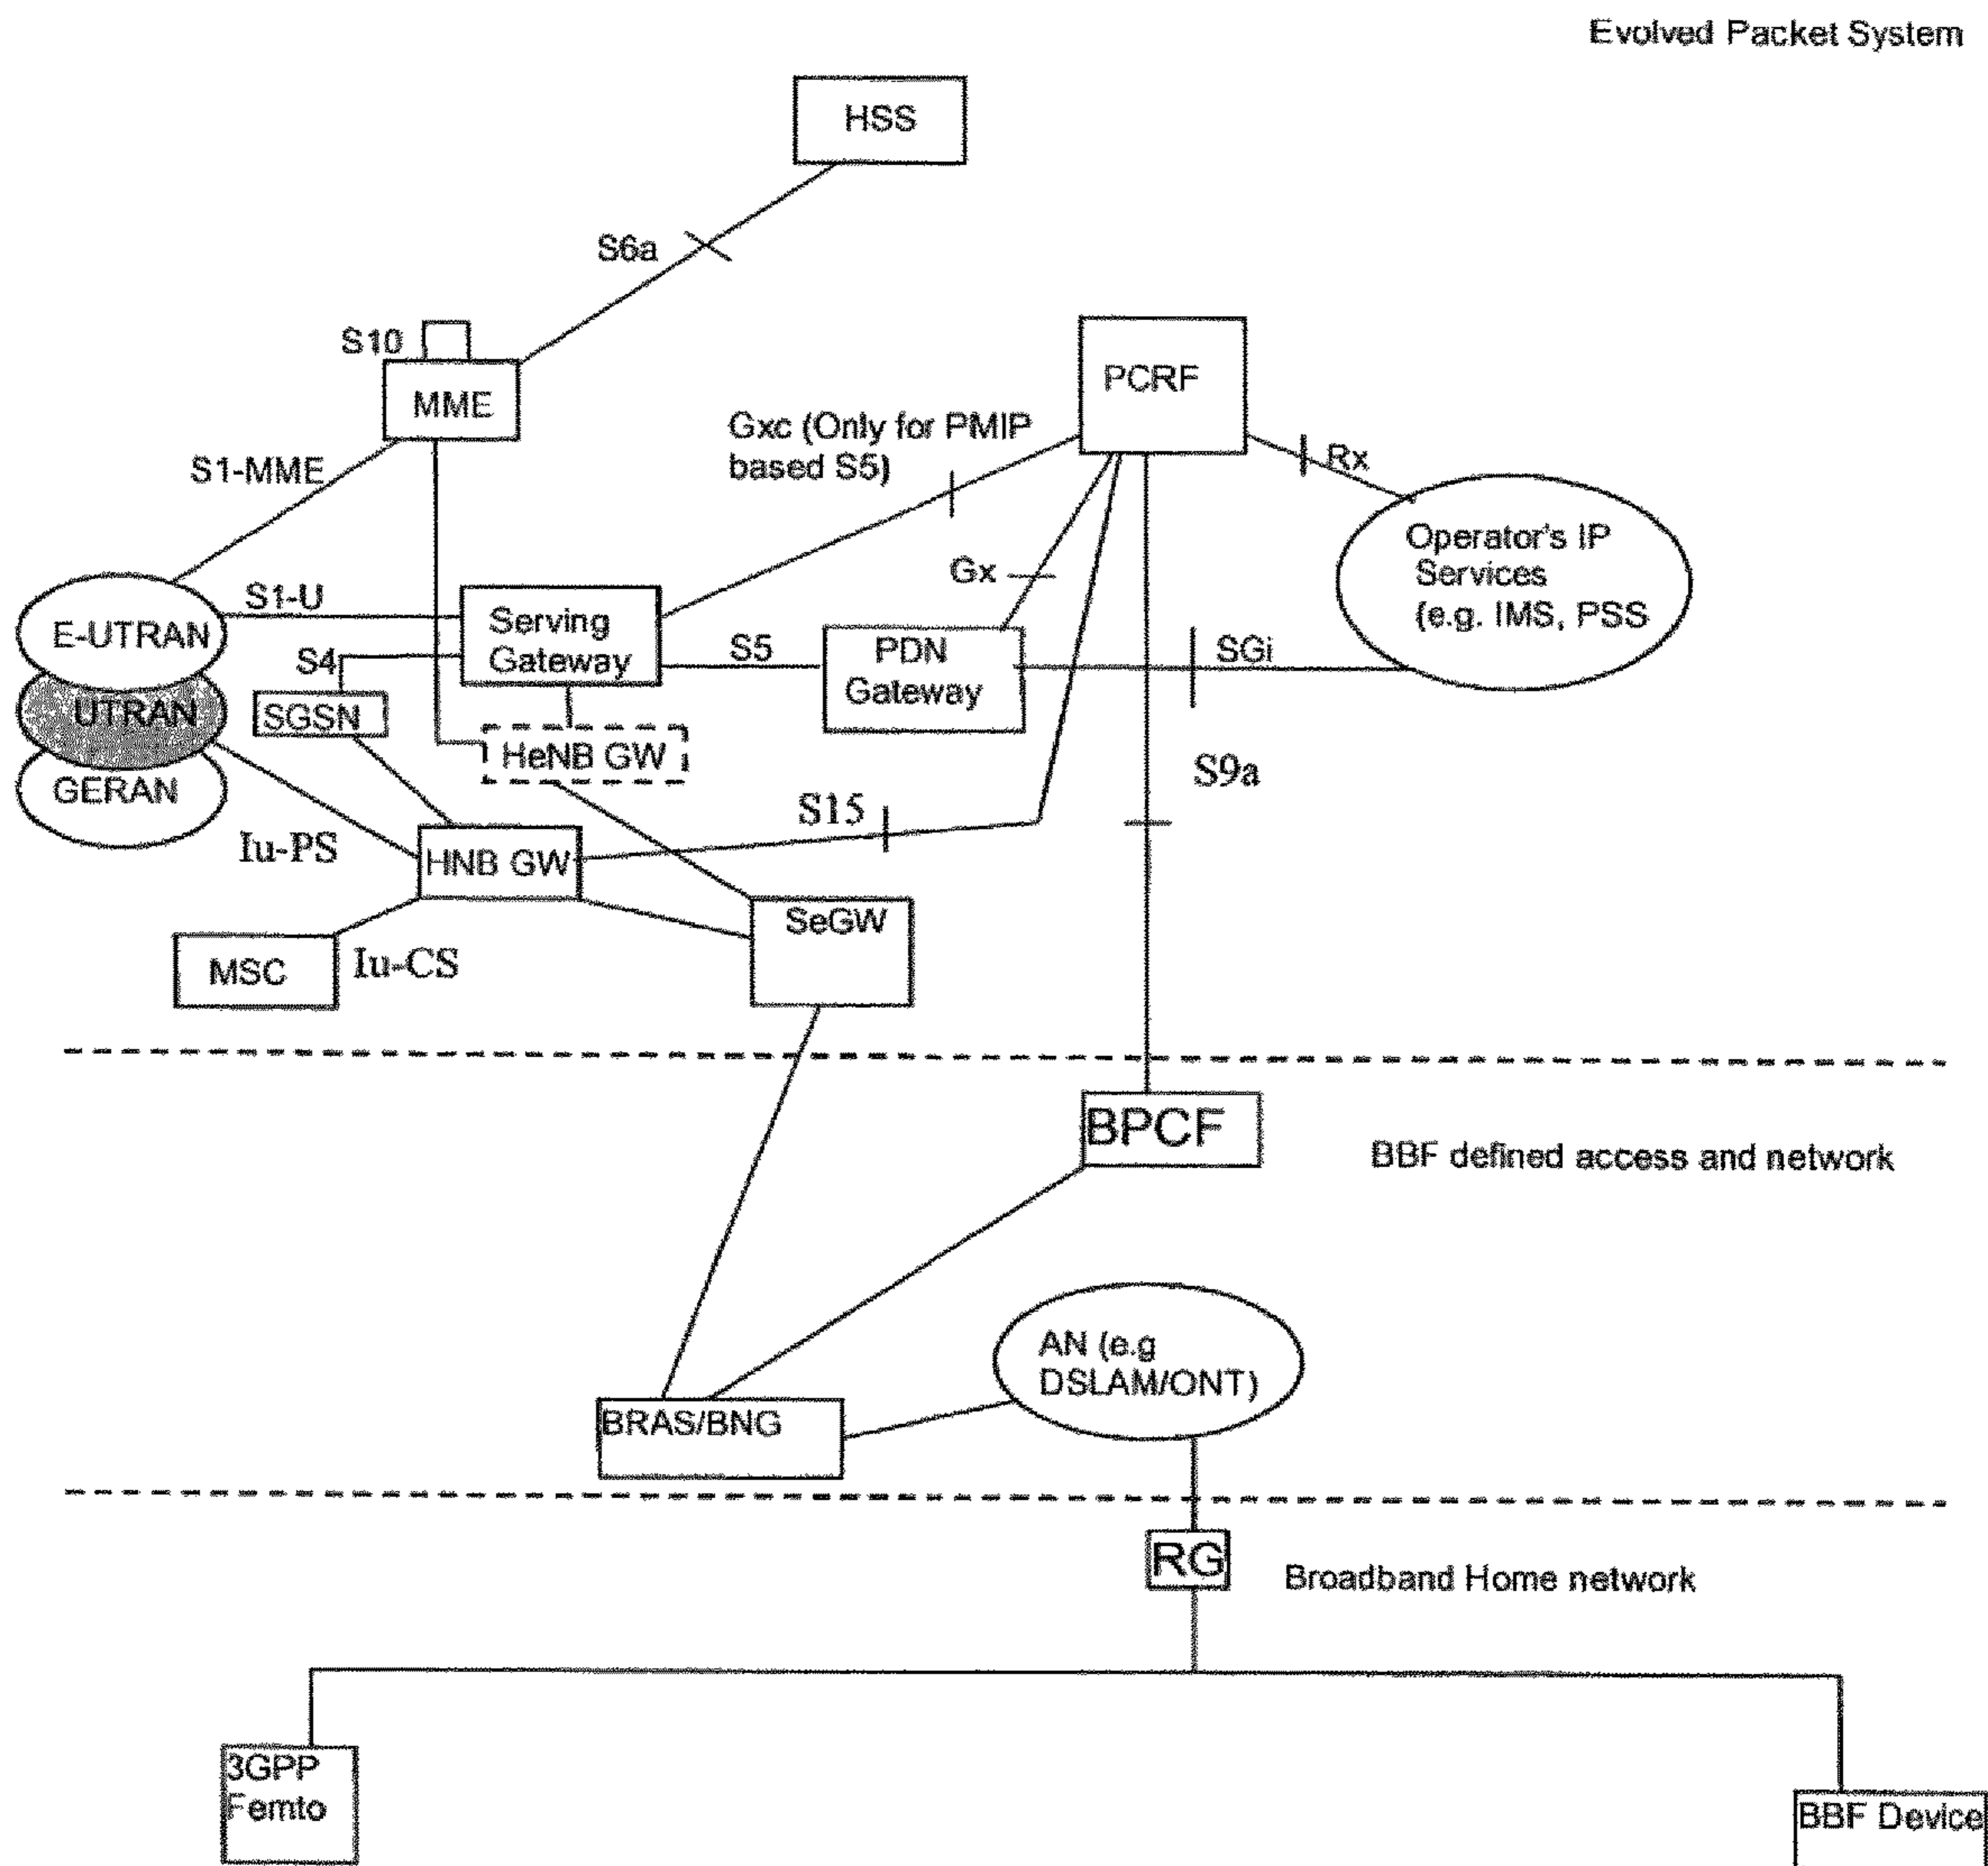 Evolved Packet System
HSS
S6a
S10
MME
PCRF
Gxc (Only for PMIP
based S5)
Rx
S1-MME
Operator's IP
Services
(e.g. IMS, PSS
Gx
S1-U
E-UTRAN
Serving
Gateway
S5
PDN
Gateway
SGi
S4
UTRAN
SGSN
HeNB GW
S9a
GERAN
S15
Iu-PS
HNB GW
SeGW
MSC
Iu-CS
BPCF
BBF defined access and network
AN (e.g
DSLAM/ONT)
BRAS/BNG
RG
Broadband Home network
3GPP
Femto
BBF Device